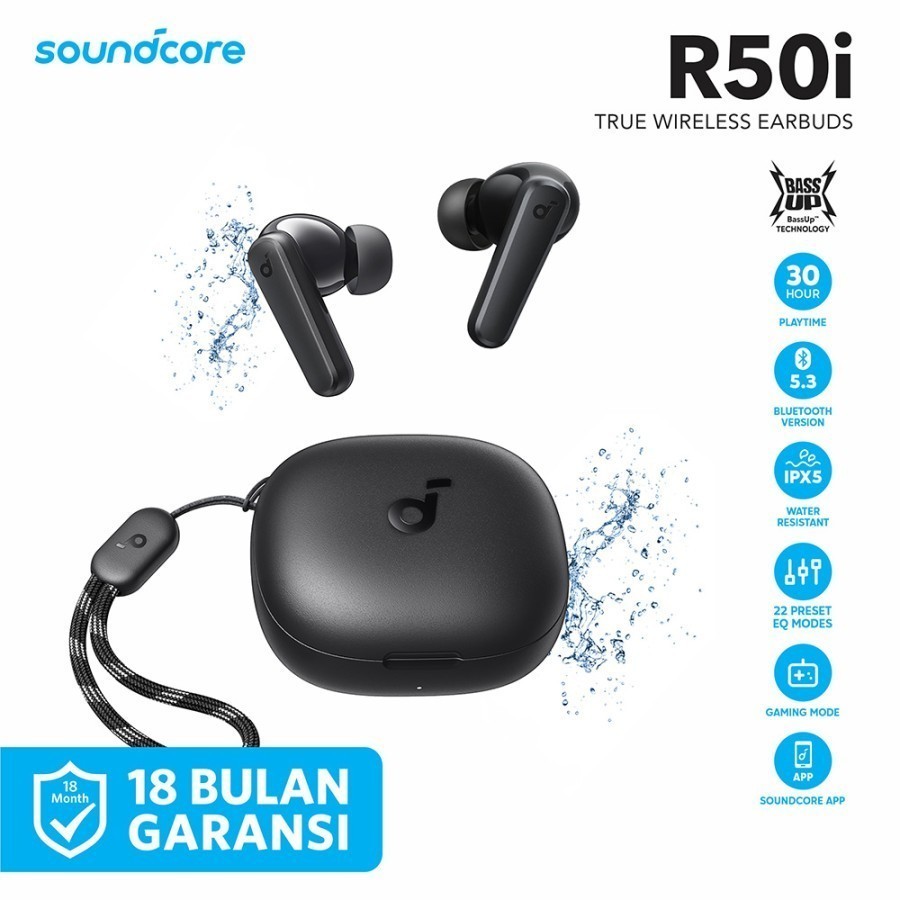 soundcore
R50i
TRUE WIRELESS EARBUDS
BASS
UP
BassUp™
TECHNOLOGY
30
HOUR
PLAYTIME
5.3
BLUETOOTH
VERSION
IPX5
WATER
RESISTANT
22 PRESET
EQ MODES
GAMING MODE
APP
SOUNDCORE APP
18
Month
18 BULAN
GARANSI